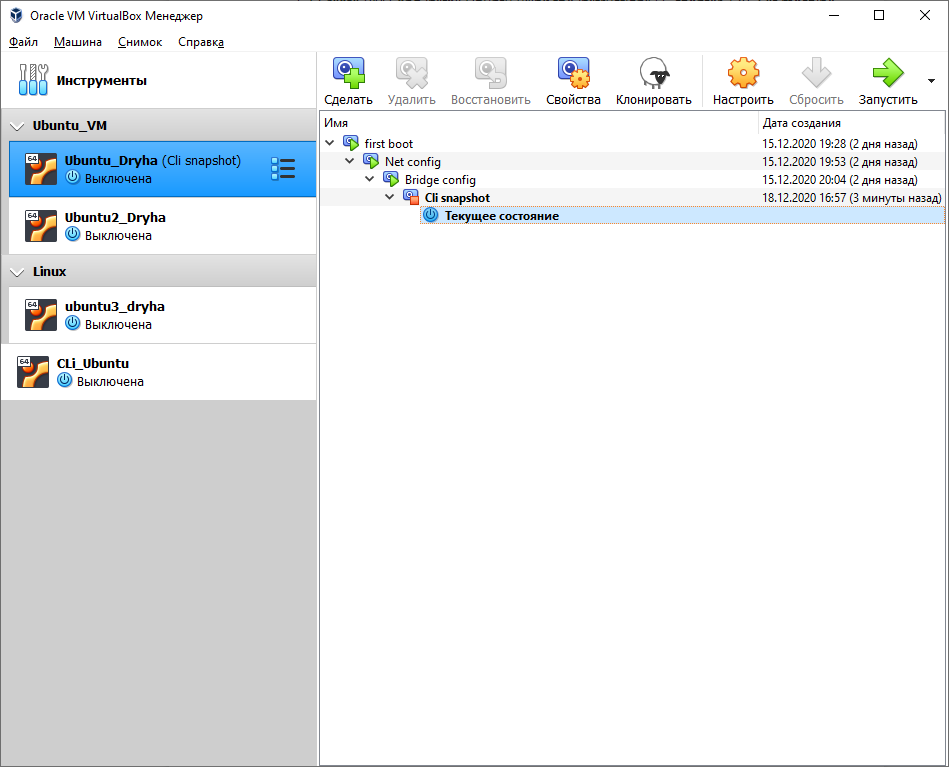 Oracle VM VirtualBox Менеджер
Файл Машина Снимок Справка
Инструменты
Сделать Удалить Восстановить Свойства Клонировать Настроить Сбросить Запустить
Ubuntu_VM
64
Ubuntu_Dryha (Cli snapshot)
Выключена
64
Ubuntu2_Dryha
Выключена
Linux
64
ubuntu3_dryha
Выключена
64
CLi_Ubuntu
Выключена
Имя Дата создания
first boot 15.12.2020 19:28 (2 дня назад)
Net config 15.12.2020 19:53 (2 дня назад)
Bridge config 15.12.2020 20:04 (2 дня назад)
Cli snapshot 18.12.2020 16:57 (3 минуты назад)
Текущее состояние